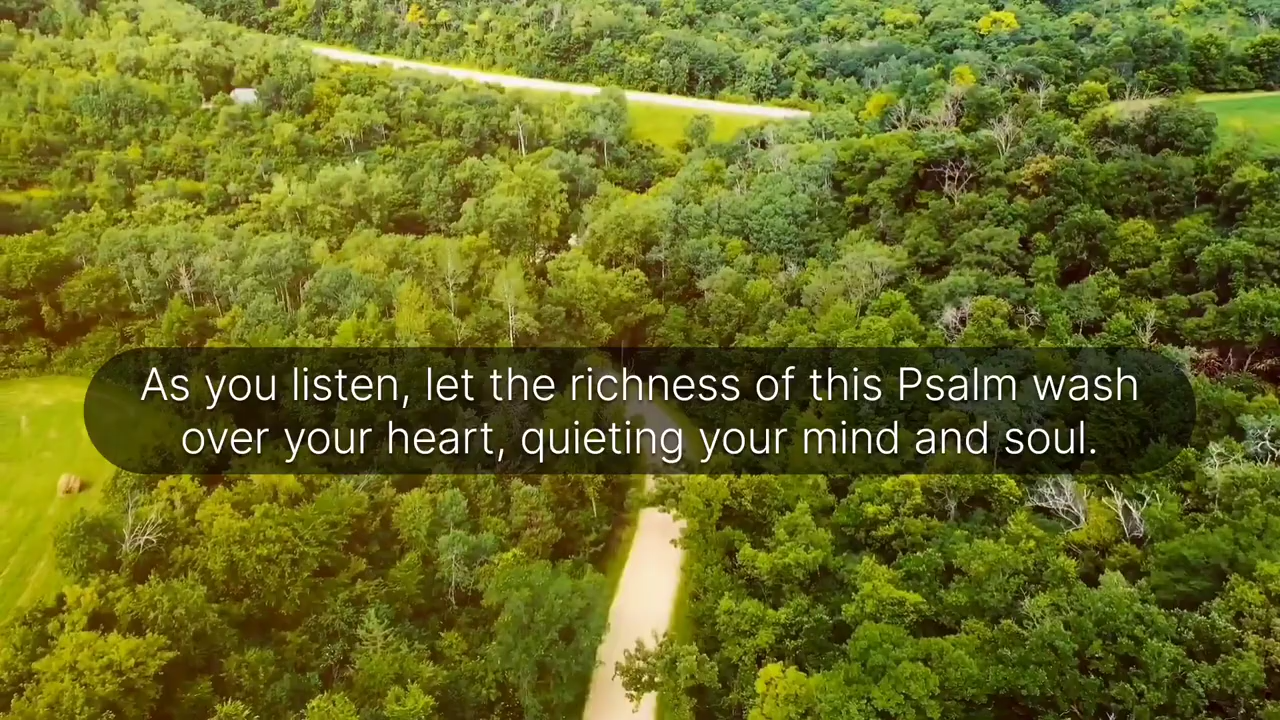 As you listen, let the richness of this Psalm wash
over your heart, quieting your mind and soul.